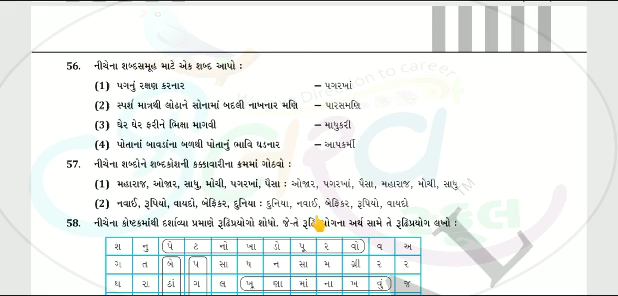 56. નીચેના શબ્દસમૂહ માટે એક શબ્દ આપો :
(1) પગનું રક્ષણ કરનાર – પગરખાં
(2) સ્પર્શ માત્રથી લોઢાને સોનામાં બદલી નાખનાર મણિ – પારસમણિ
(3) ઘેર ઘેર ફરીને ભિક્ષા માગવી – માધુકરી
(4) પોતાનાં બાવડાંના બળથી પોતાનું ભાવિ ઘડનાર – આપકર્મી
57. નીચેના શબ્દોને શબ્દકોશની કક્કાવારીના ક્રમમાં ગોઠવો :
(1) મહારાજ, ઓજાર, સાધુ, મોચી, પગરખાં, પૈસા : ઓજાર, પગરખાં, પૈસા, મહારાજ, મોચી, સાધુ
(2) નવાઈ, રૂપિયો, વાયદો, બેફિકર, દુનિયા : દુનિયા, નવાઈ, બેફિકર, રૂપિયો, વાયદો
58. નીચેના કોષ્ટકમાંથી દર્શાવ્યા પ્રમાણે રૂઢિપ્રયોગો શોધો. જે-તે રૂઢિપ્રયોગના અર્થ સામે તે રૂઢિપ્રયોગ લખો :
શ નુ પે ટ નો ખા ડો પૂ ર વો વ અ
ગ ત બે પ સા ધ ન સા મ ગ્રી ર ર
ઘ રા ઠાં ગ લ ખૂ ણા માં ના ખ વું જ